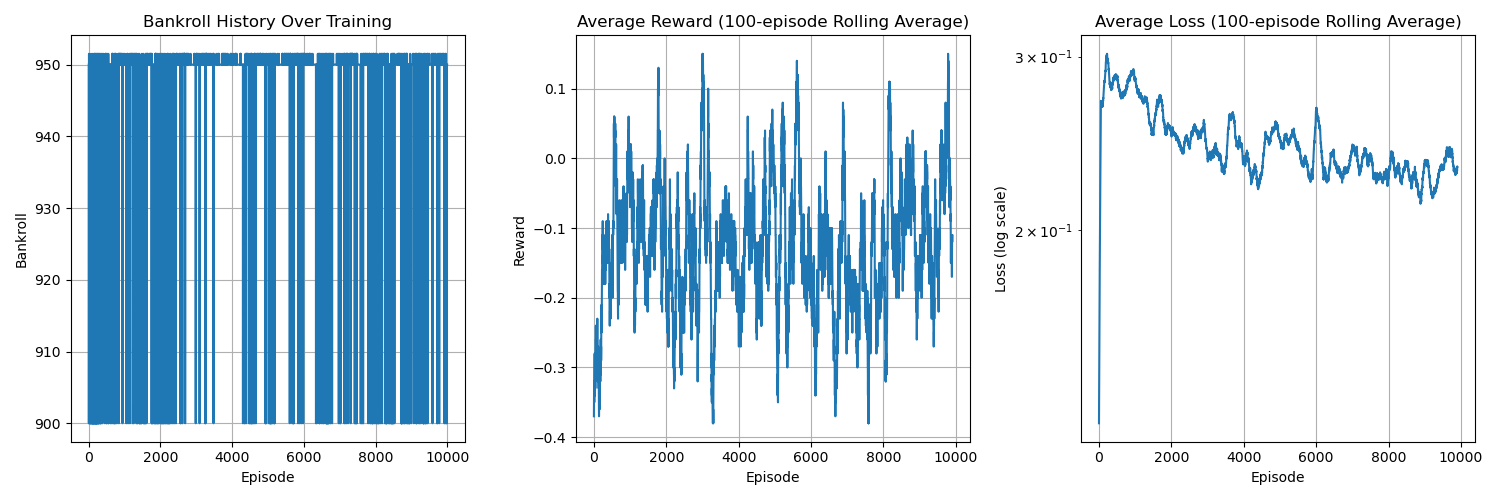 Bankroll History Over Training
Bankroll
950
940
930
920
910
900
0 2000 4000 6000 8000 10000
Episode
Average Reward (100-episode Rolling Average)
Reward
0.1
0.0
−0.1
−0.2
−0.3
−0.4
0 2000 4000 6000 8000 10000
Episode
Average Loss (100-episode Rolling Average)
Loss (log scale)
3 × 10⁻¹
2 × 10⁻¹
0 2000 4000 6000 8000 10000
Episode